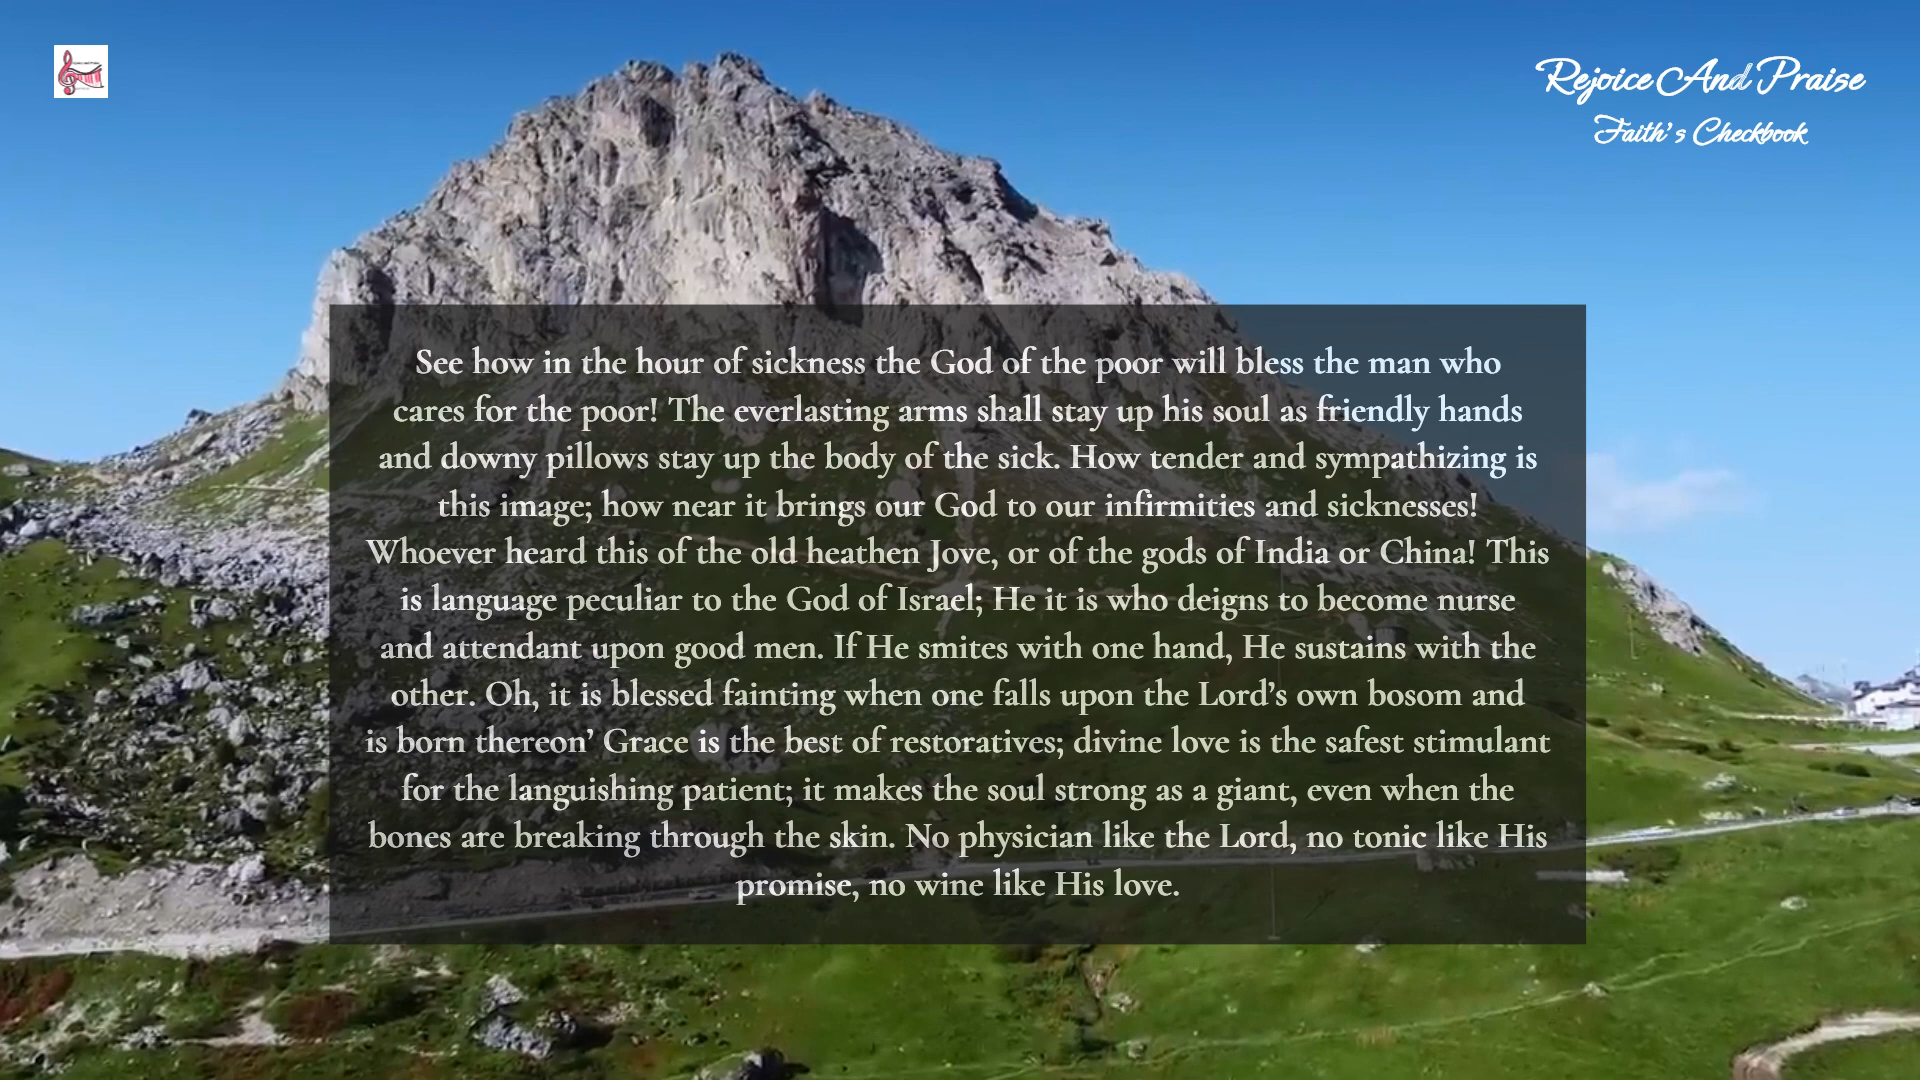 Rejoice And Praise
Faith's Checkbook
See how in the hour of sickness the God of the poor will bless the man who
cares for the poor! The everlasting arms shall stay up his soul as friendly hands
and downy pillows stay up the body of the sick. How tender and sympathizing is
this image; how near it brings our God to our infirmities and sicknesses!
Whoever heard this of the old heathen Jove, or of the gods of India or China! This
is language peculiar to the God of Israel; He it is who deigns to become nurse
and attendant upon good men. If He smites with one hand, He sustains with the
other. Oh, it is blessed fainting when one falls upon the Lord’s own bosom and
is born thereon’ Grace is the best of restoratives; divine love is the safest stimulant
for the languishing patient; it makes the soul strong as a giant, even when the
bones are breaking through the skin. No physician like the Lord, no tonic like His
promise, no wine like His love.